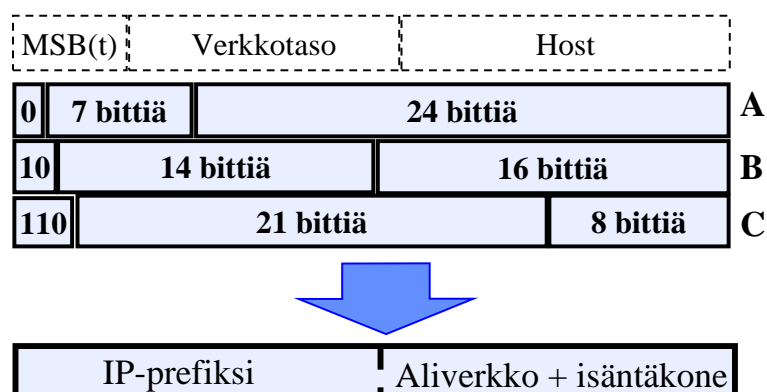 MSB(t) Verkkotaso Host
0 7 bittiä 24 bittiä A
10 14 bittiä 16 bittiä B
110 21 bittiä 8 bittiä C
IP-prefiksi Aliverkko + isäntäkone